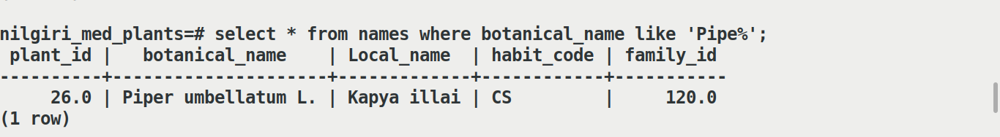 nilgiri_med_plants=# select * from names where botanical_name like 'Pipe%';
 plant_id |   botanical_name    | Local_name  | habit_code | family_id
----------+---------------------+-------------+------------+-----------
     26.0 | Piper umbellatum L. | Kapya illai | CS         |     120.0
(1 row)